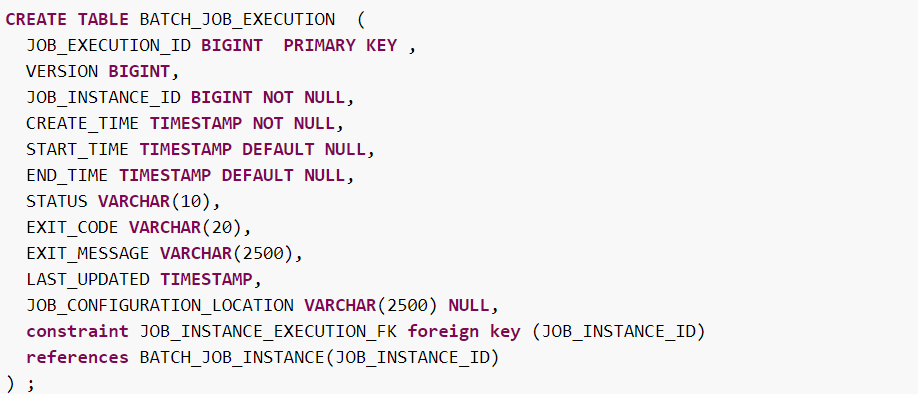 CREATE TABLE BATCH_JOB_EXECUTION  (
  JOB_EXECUTION_ID BIGINT  PRIMARY KEY ,
  VERSION BIGINT,
  JOB_INSTANCE_ID BIGINT NOT NULL,
  CREATE_TIME TIMESTAMP NOT NULL,
  START_TIME TIMESTAMP DEFAULT NULL,
  END_TIME TIMESTAMP DEFAULT NULL,
  STATUS VARCHAR(10),
  EXIT_CODE VARCHAR(20),
  EXIT_MESSAGE VARCHAR(2500),
  LAST_UPDATED TIMESTAMP,
  JOB_CONFIGURATION_LOCATION VARCHAR(2500) NULL,
  constraint JOB_INSTANCE_EXECUTION_FK foreign key (JOB_INSTANCE_ID)
  references BATCH_JOB_INSTANCE(JOB_INSTANCE_ID)
) ;